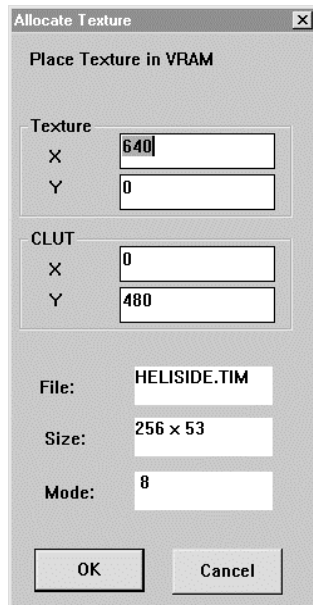 Allocate Texture
Place Texture in VRAM
Texture
X 640
Y 0
CLUT
X 0
Y 480
File: HELISIDE.TIM
Size: 256 × 53
Mode: 8
OK Cancel